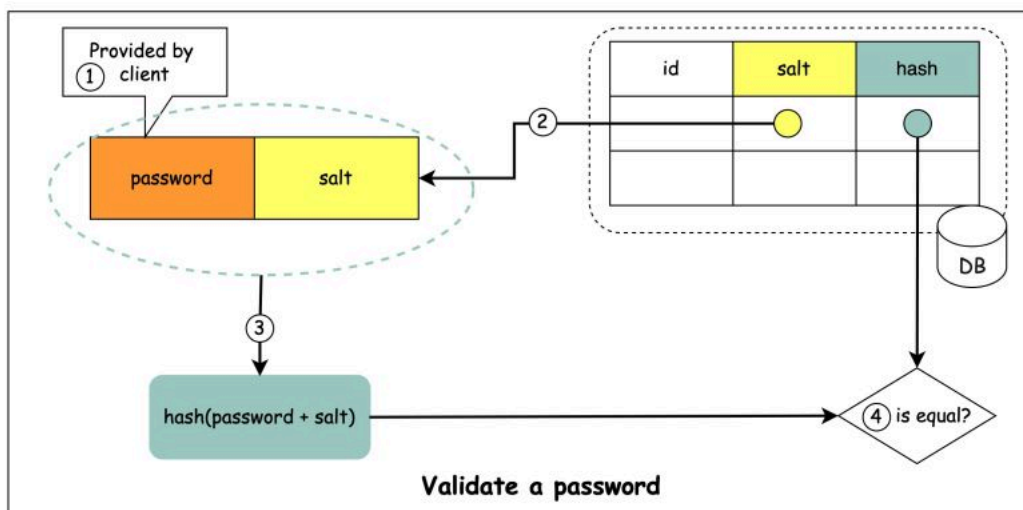 Provided by
1 client
id
salt
hash
2
password
salt
DB
3
hash(password + salt)
4 is equal?
Validate a password